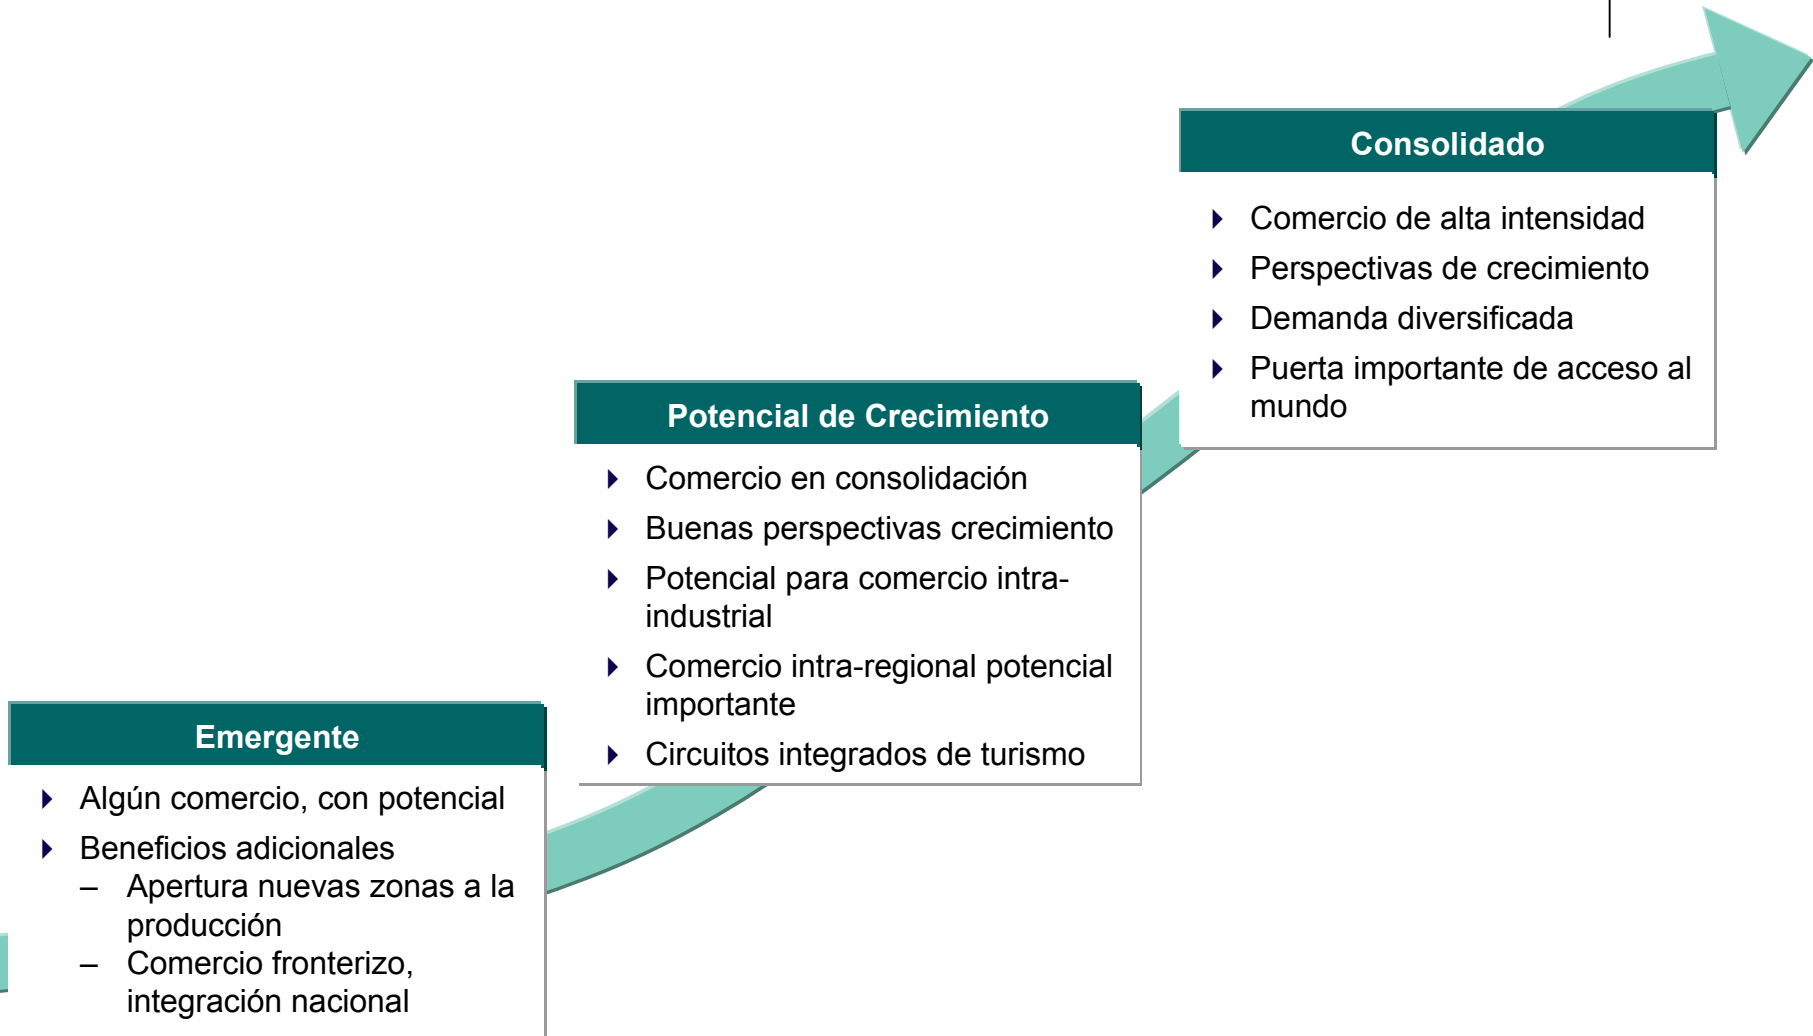 Consolidado
Comercio de alta intensidad
Perspectivas de crecimiento
Demanda diversificada
Puerta importante de acceso al
mundo
Potencial de Crecimiento
Comercio en consolidación
Buenas perspectivas crecimiento
Potencial para comercio intra-
industrial
Comercio intra-regional potencial
importante
Circuitos integrados de turismo
Emergente
Algún comercio, con potencial
Beneficios adicionales
– Apertura nuevas zonas a la
producción
– Comercio fronterizo,
integración nacional